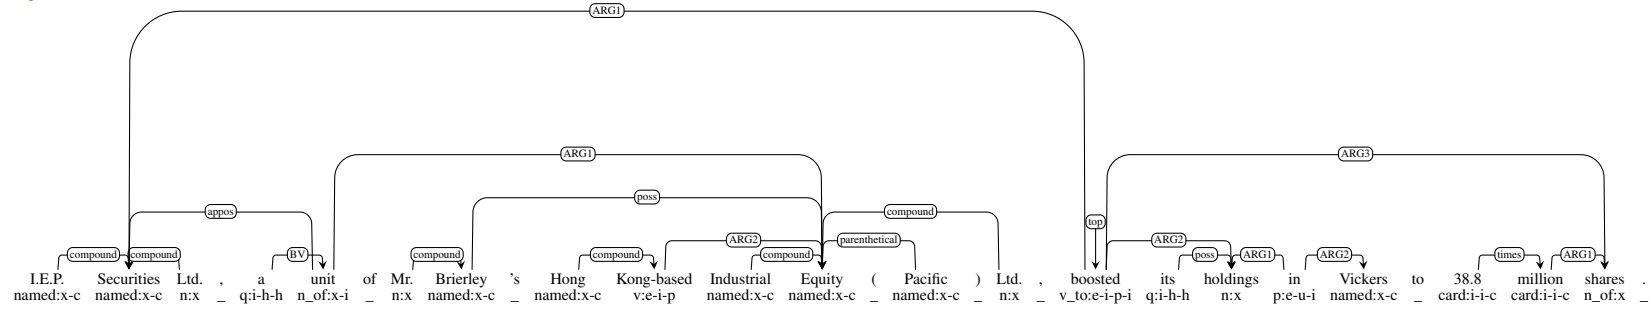 ARG1
ARG1 ARG3
poss
appos compound
top
ARG2 parenthetical ARG2
compound compound BV compound compound compound poss ARG1 ARG2 times ARG1
I.E.P. Securities Ltd. , a unit of Mr. Brierley 's Hong Kong-based Industrial Equity ( Pacific ) Ltd. , boosted its holdings in Vickers to 38.8 million shares .
named:x-c named:x-c n:x _ q:i-h-h n_of:x-i _ n:x named:x-c _ named:x-c v:e-i-p named:x-c named:x-c _ named:x-c _ n:x _ v_to:e-i-p-i q:i-h-h n:x p:e-u-i named:x-c _ card:i-i-c card:i-i-c n_of:x _